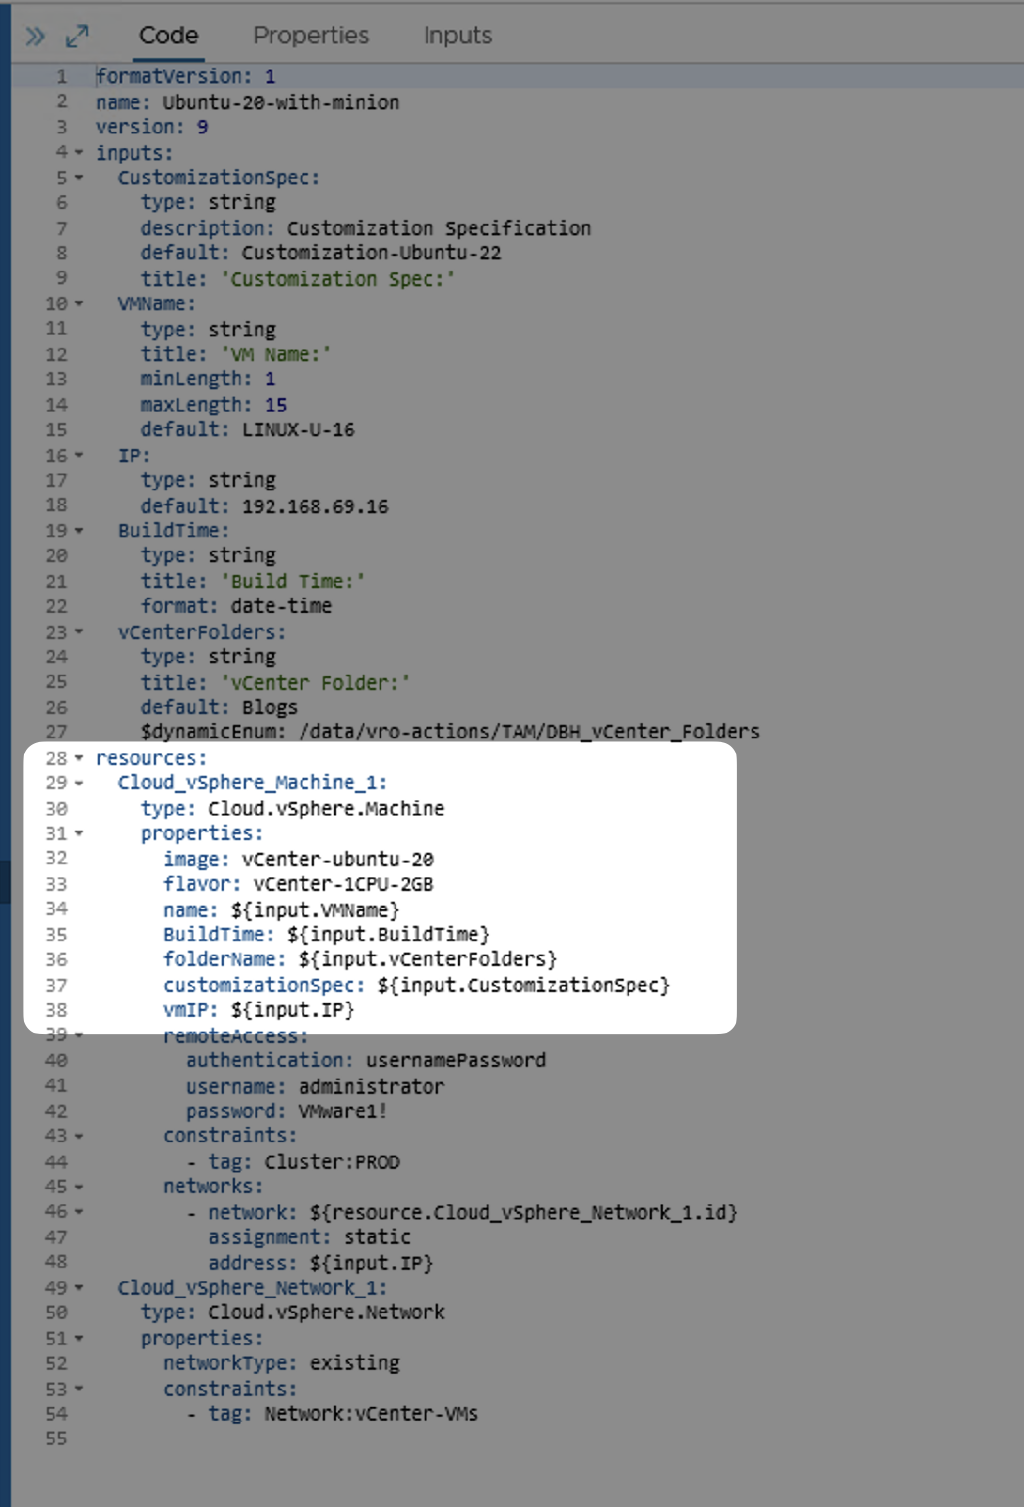 Code Properties Inputs
1 formatVersion: 1
2 name: Ubuntu-20-with-minion
3 version: 9
4 inputs:
5 CustomizationSpec:
6 type: string
7 description: Customization Specification
8 default: Customization-Ubuntu-22
9 title: 'Customization Spec:'
10 VMName:
11 type: string
12 title: 'VM Name:'
13 minLength: 1
14 maxLength: 15
15 default: LINUX-U-16
16 IP:
17 type: string
18 default: 192.168.69.16
19 BuildTime:
20 type: string
21 title: 'Build Time:'
22 format: date-time
23 vCenterFolders:
24 type: string
25 title: 'vCenter Folder:'
26 default: Blogs
27 $dynamicEnum: /data/vro-actions/TAM/DBH_vCenter_Folders
28 resources:
29 Cloud_vSphere_Machine_1:
30 type: Cloud.vSphere.Machine
31 properties:
32 image: vCenter-ubuntu-20
33 flavor: vCenter-1CPU-2GB
34 name: ${input.VMName}
35 BuildTime: ${input.BuildTime}
36 folderName: ${input.vCenterFolders}
37 customizationSpec: ${input.CustomizationSpec}
38 vmIP: ${input.IP}
39 remoteAccess:
40 authentication: usernamePassword
41 username: administrator
42 password: VMware1!
43 constraints:
44 - tag: Cluster:PROD
45 networks:
46 - network: ${resource.Cloud_vSphere_Network_1.id}
47 assignment: static
48 address: ${input.IP}
49 Cloud_vSphere_Network_1:
50 type: Cloud.vSphere.Network
51 properties:
52 networkType: existing
53 constraints:
54 - tag: Network:vCenter-VMs
55